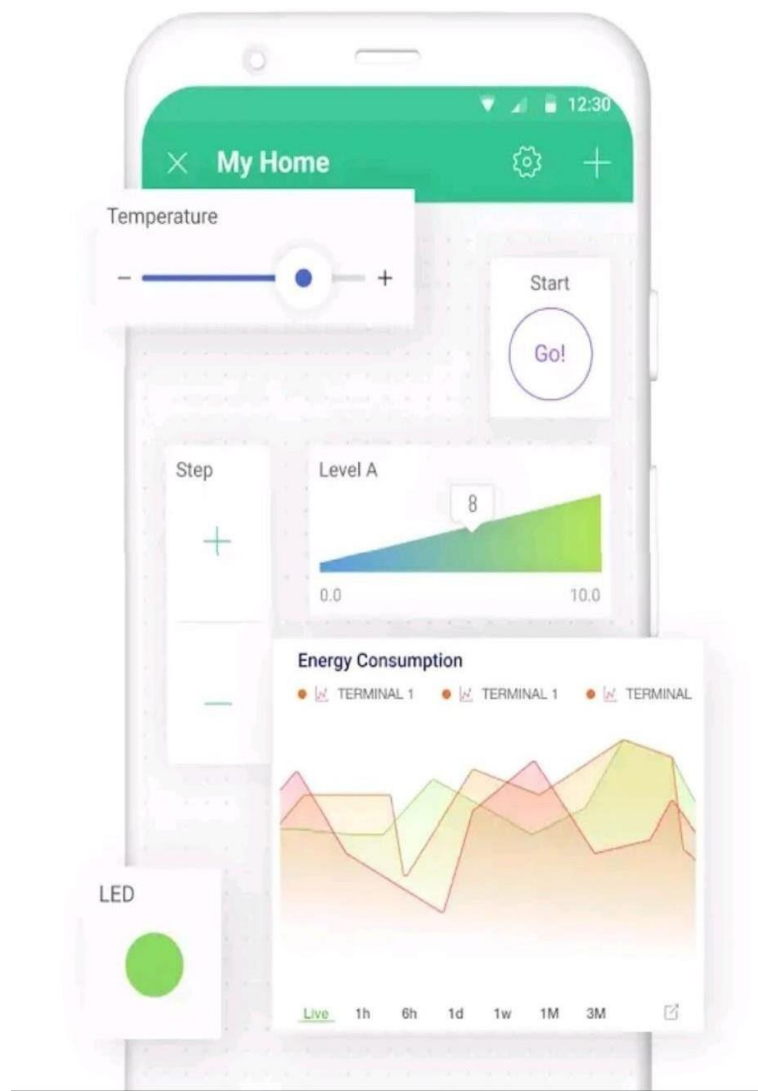 12:30
My Home
Temperature
− +
Start
Go!
Step
+
−
Level A
8
0.0 10.0
Energy Consumption
TERMINAL 1 TERMINAL 1 TERMINAL
LED
Live 1h 6h 1d 1w 1M 3M